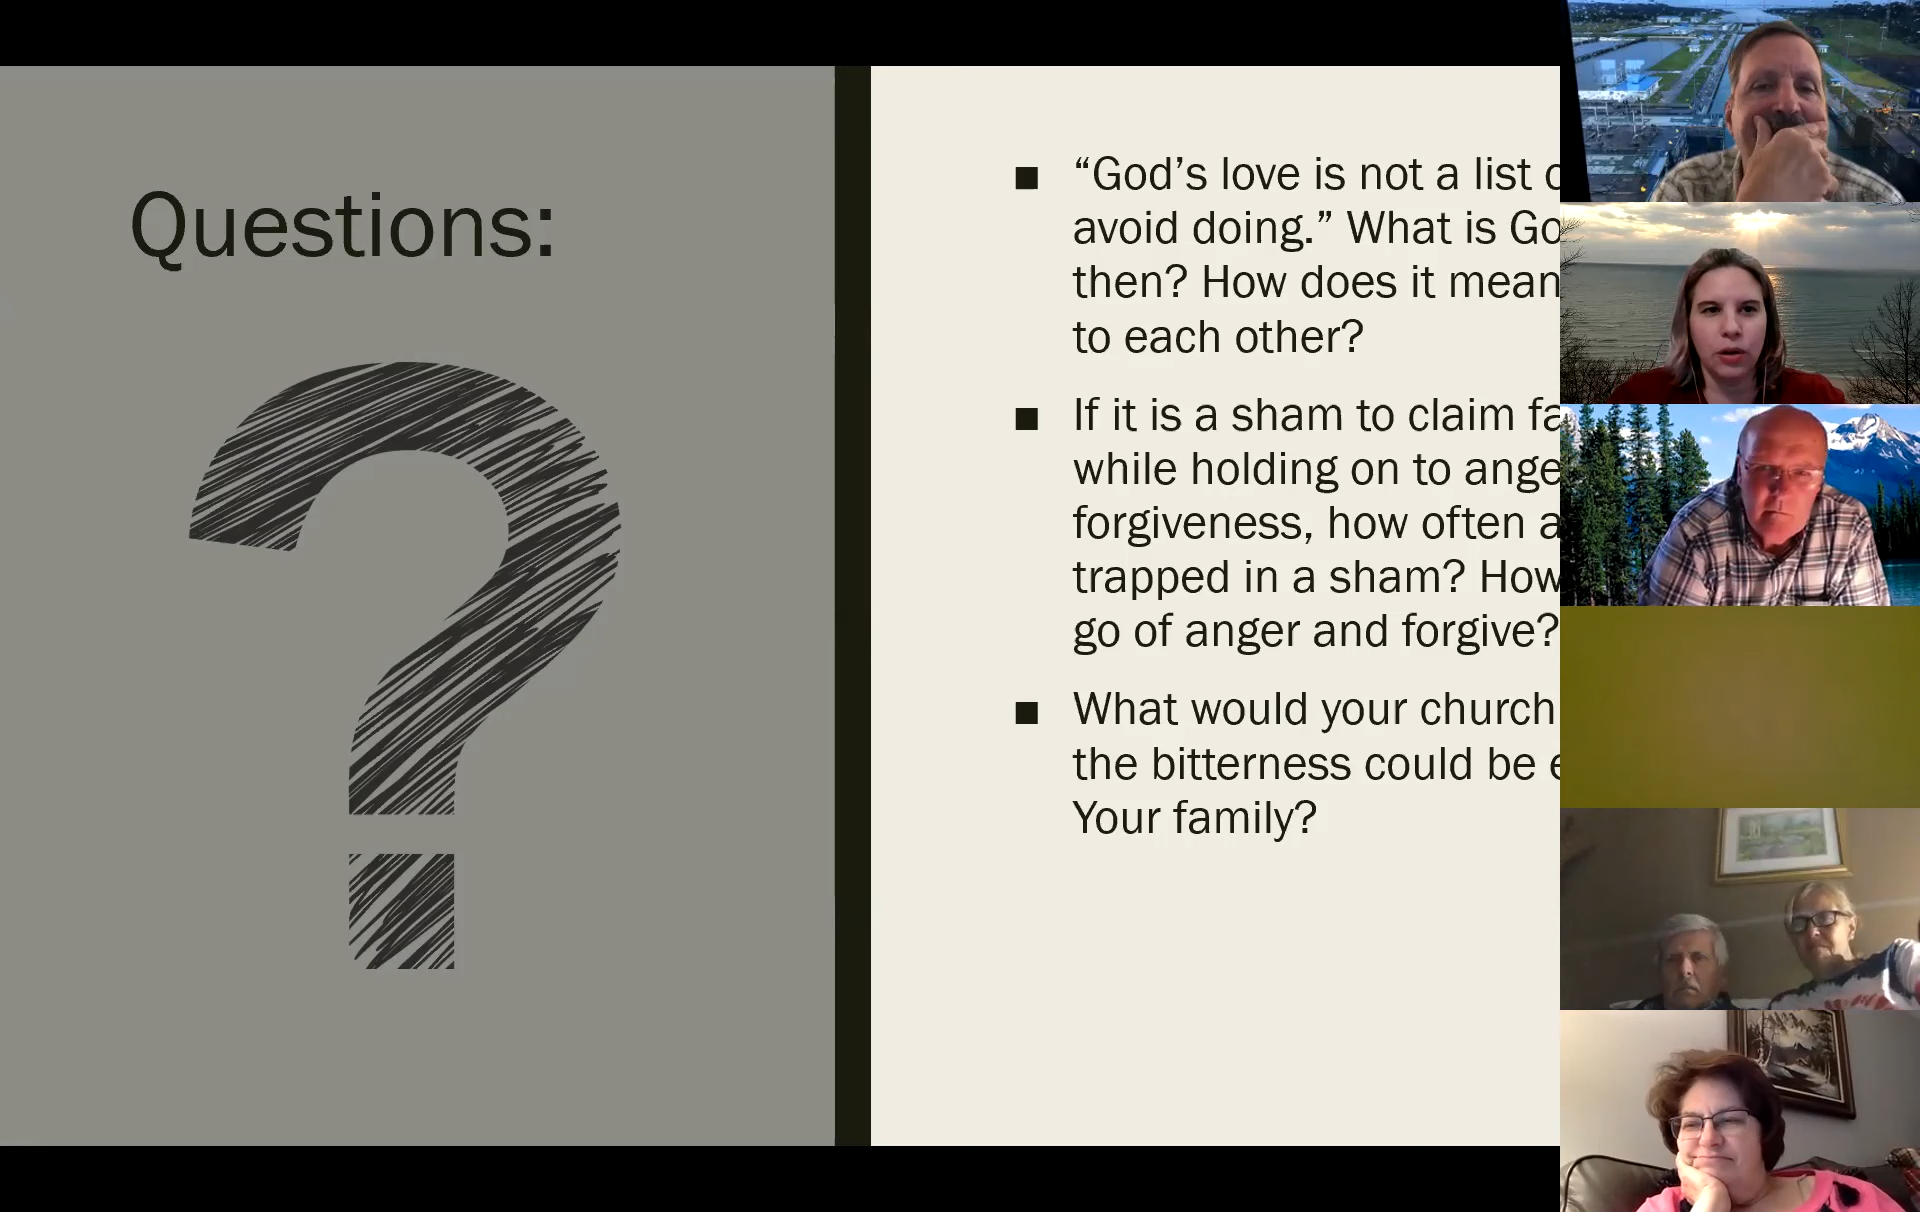 Questions:
“God’s love is not a list
avoid doing.” What is
then? How does it mean
to each other?
If it is a sham to claim
while holding on to
forgiveness, how often
trapped in a sham? How
go of anger and forgive?
What would your church
the bitterness could be
Your family?